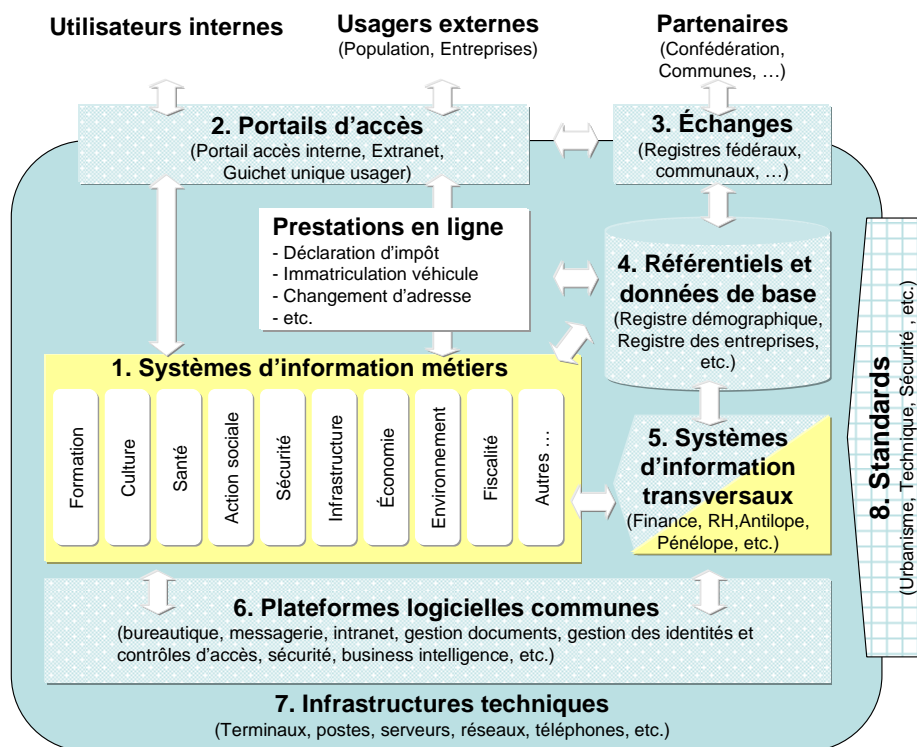 Utilisateurs internes
Usagers externes
(Population, Entreprises)
Partenaires
(Confédération,
Communes, …)
2. Portails d'accès
(Portail accès interne, Extranet,
Guichet unique usager)
3. Échanges
(Registres fédéraux,
communaux, …)
Prestations en ligne
- Déclaration d'impôt
- Immatriculation véhicule
- Changement d'adresse
- etc.
4. Référentiels et
données de base
(Registre démographique,
Registre des entreprises,
etc.)
1. Systèmes d'information métiers
Formation
Culture
Santé
Action sociale
Sécurité
Infrastructure
Économie
Environnement
Fiscalité
Autres …
5. Systèmes
d'information
transversaux
(Finance, RH,Antilope,
Pénélope, etc.)
8. Standards
(Urbanisme, Technique, Sécurité , etc.)
6. Plateformes logicielles communes
(bureautique, messagerie, intranet, gestion documents, gestion des identités et
contrôles d'accès, sécurité, business intelligence, etc.)
7. Infrastructures techniques
(Terminaux, postes, serveurs, réseaux, téléphones, etc.)